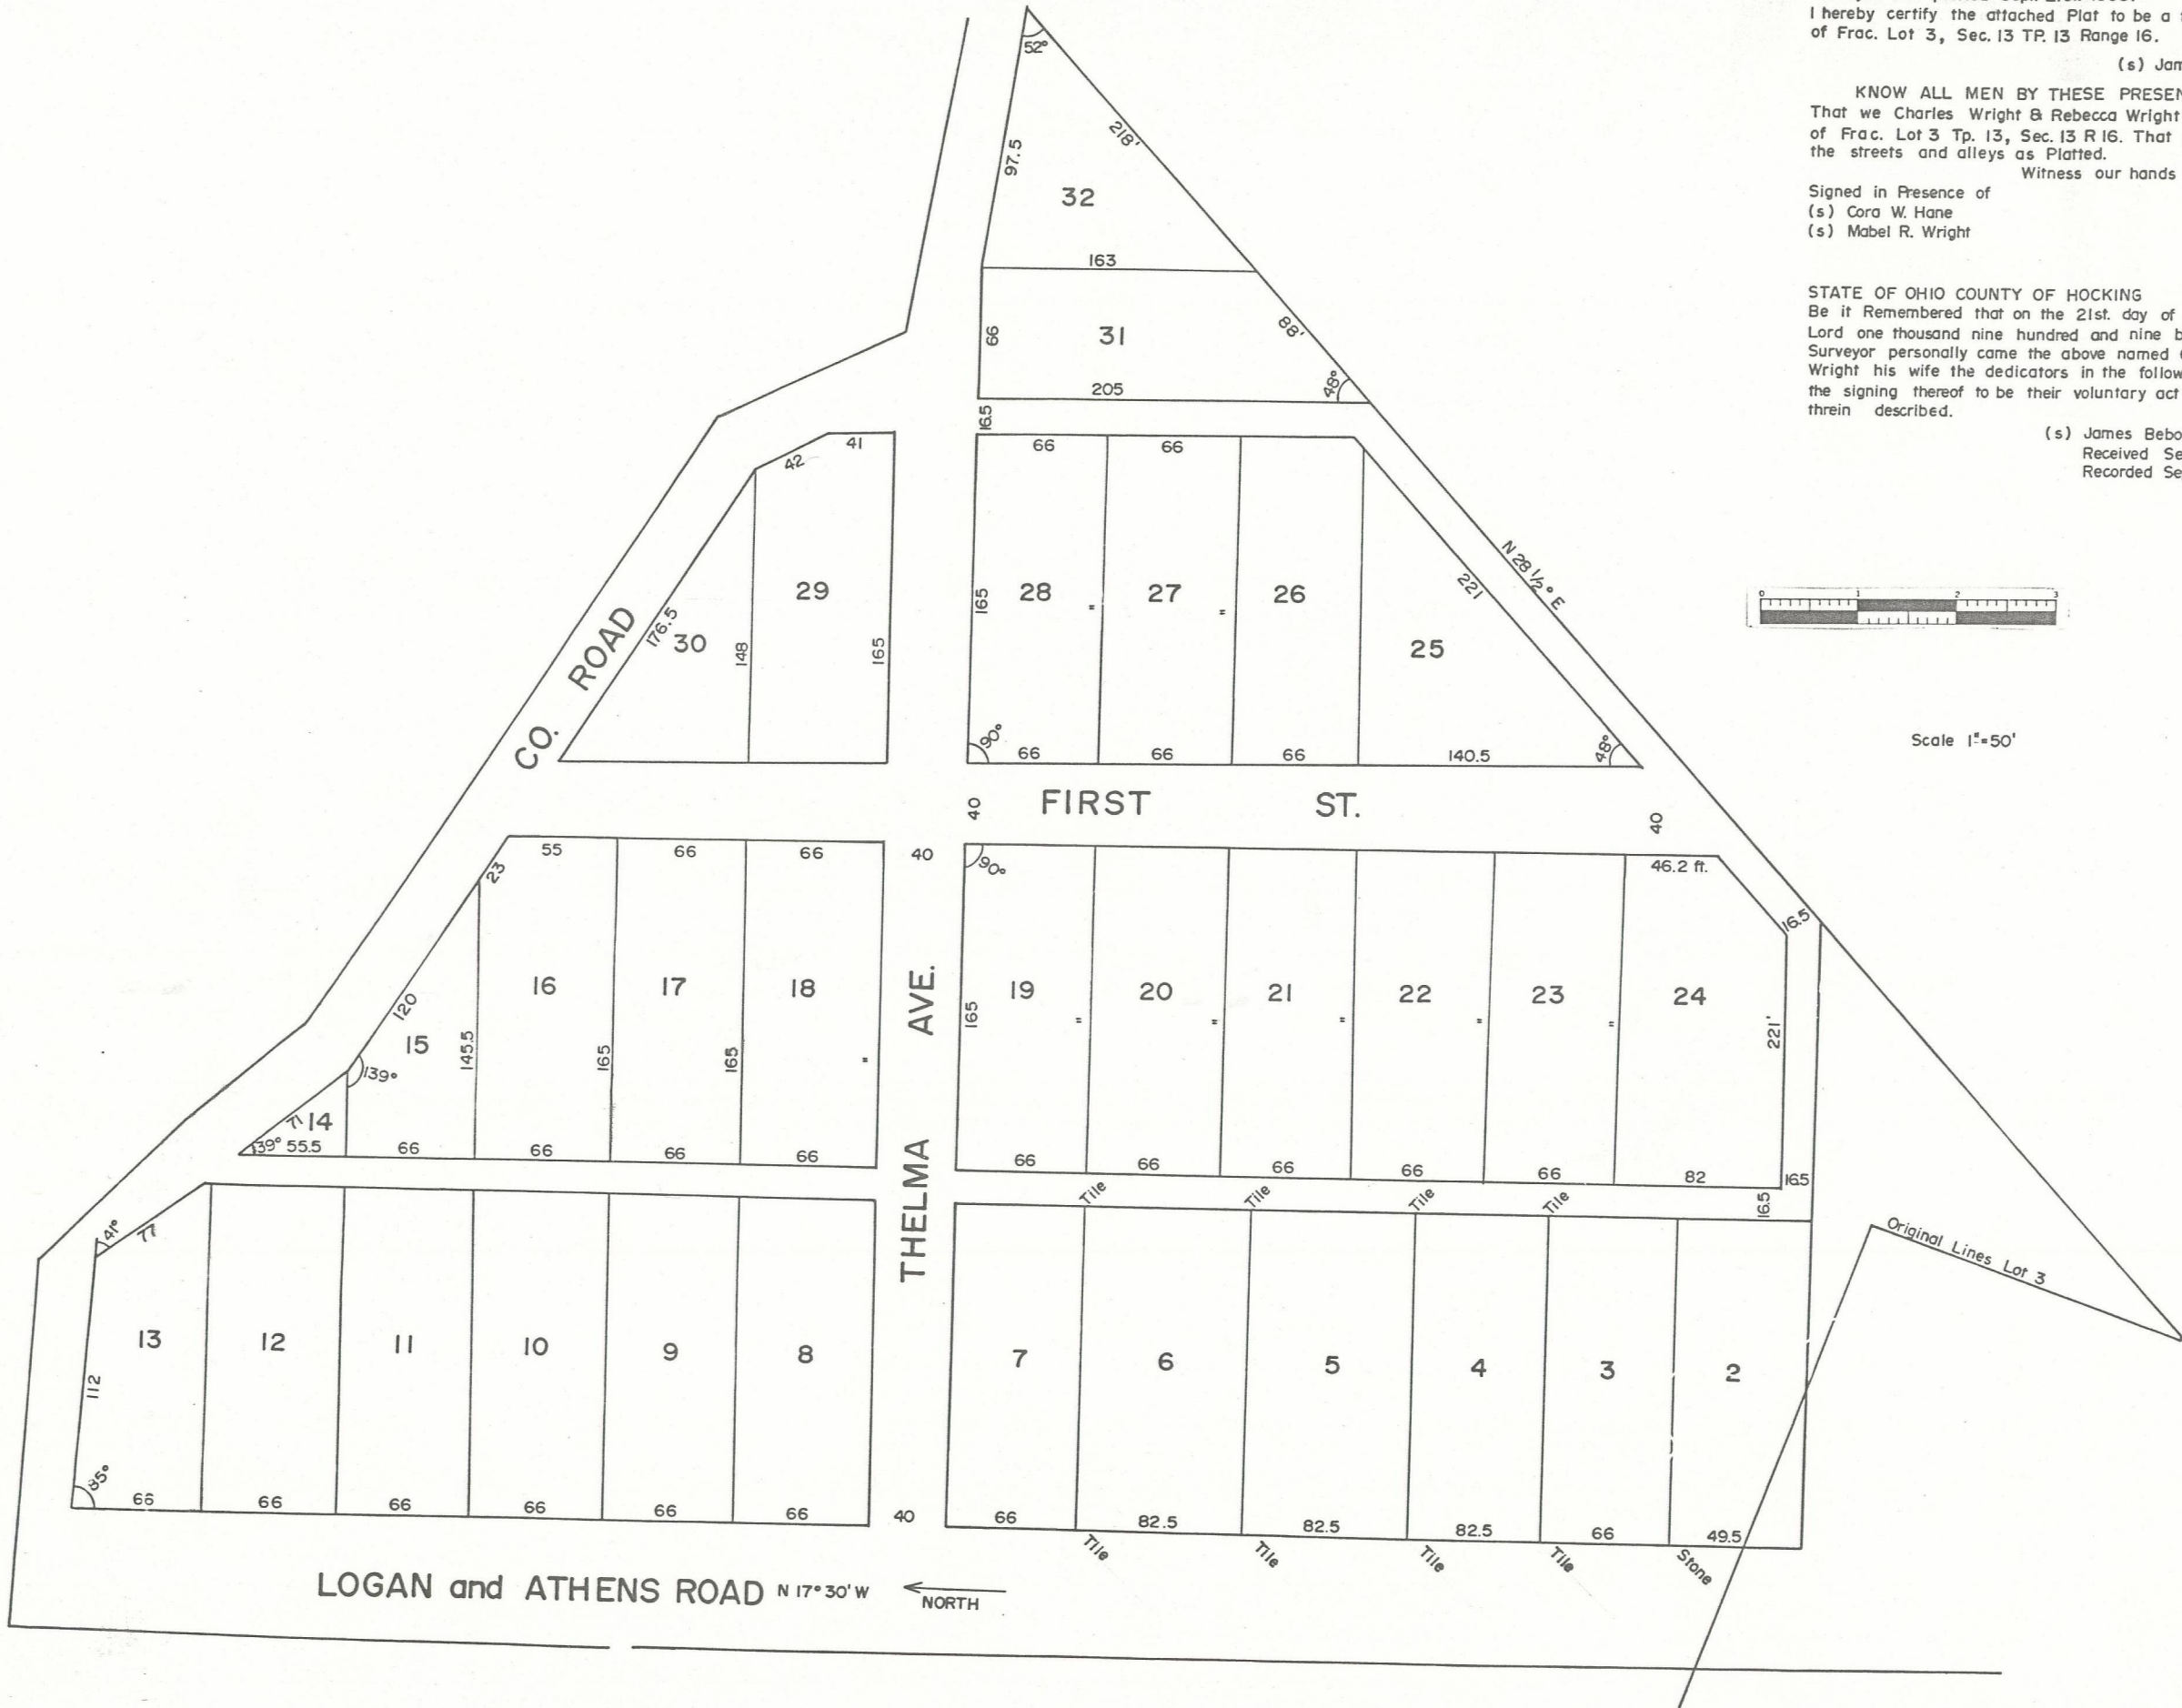 I hereby certify the attached Plat to be a
of Frac. Lot 3, Sec. 13 TP. 13 Range 16.
(s)
KNOW ALL MEN BY THESE
That we Charles Wright & Rebecca Wright
of Frac. Lot 3 Tp. 13, Sec. 13 R 16. That
the streets and alleys as Platted.
Witness our hands
Signed in Presence of
(s) Cora W. Hane
(s) Mabel R. Wright
STATE OF OHIO COUNTY OF HOCKING
Be it Remembered that on the 21st. day of
Lord one thousand nine hundred and nine
Surveyor personally came the above named
Wright his wife the dedicators in the
the signing thereof to be their voluntary act
threin described.
(s) James
Received
Recorded
0 1 2 3
Scale 1"=50'
52°
218'
97.5
32
163
31
66
88'
48°
205
16.5
41
42
66
66
N 28 1/2° E
29
28
"
27
"
26
221
25
176.5
30
148
165
165
CO. ROAD
90°
66
66
66
140.5
48°
40
FIRST ST.
40
55
66
66
40
90°
46.2 ft.
23
16.5
16
17
18
19
20
21
22
23
24
120
15
145.5
165
165
"
165
"
"
"
"
"
221'
139°
71
14
39°
55.5
66
66
66
66
66
66
66
66
66
82
16.5
THELMA AVE.
Tile
Tile
Tile
Tile
16.5
41°
77
Original Lines Lot 3
13
12
11
10
9
8
7
6
5
4
3
2
112
85°
66
66
66
66
66
66
40
66
82.5
82.5
82.5
66
49.5
Tile
Tile
Tile
Tile
Stone
LOGAN and ATHENS ROAD N 17° 30' W
NORTH